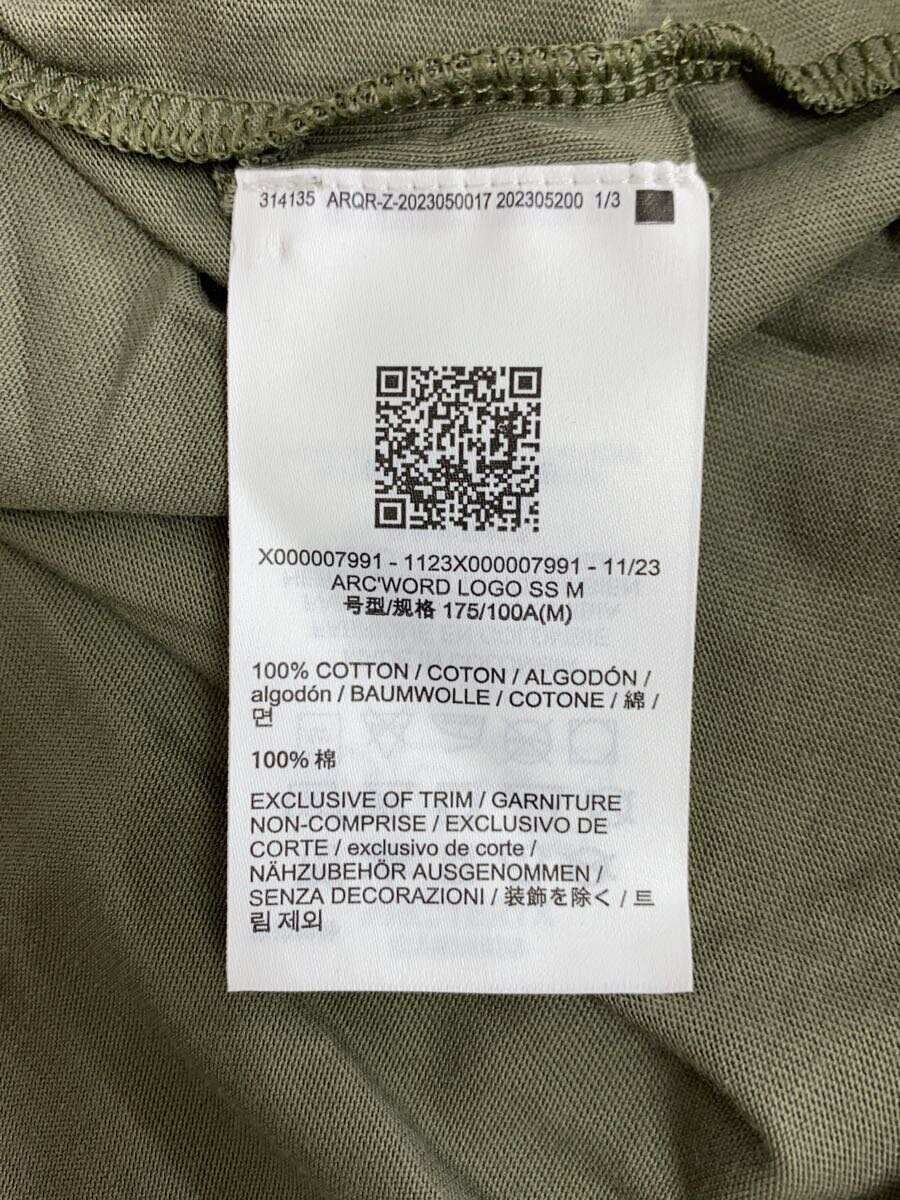 314135 ARQR-Z-2023050017 202305200 1/3
X000007991 - 1123X000007991 - 11/23
ARC'WORD LOGO SS M
号型/规格 175/100A(M)
100% COTTON / COTON / ALGODÓN /
algodón / BAUMWOLLE / COTONE / 綿 /
면
100% 棉
EXCLUSIVE OF TRIM / GARNITURE
NON-COMPRISE / EXCLUSIVO DE
CORTE / exclusivo de corte /
NÄHZUBEHÖR AUSGENOMMEN /
SENZA DECORAZIONI / 装飾を除く / 트
림 제외